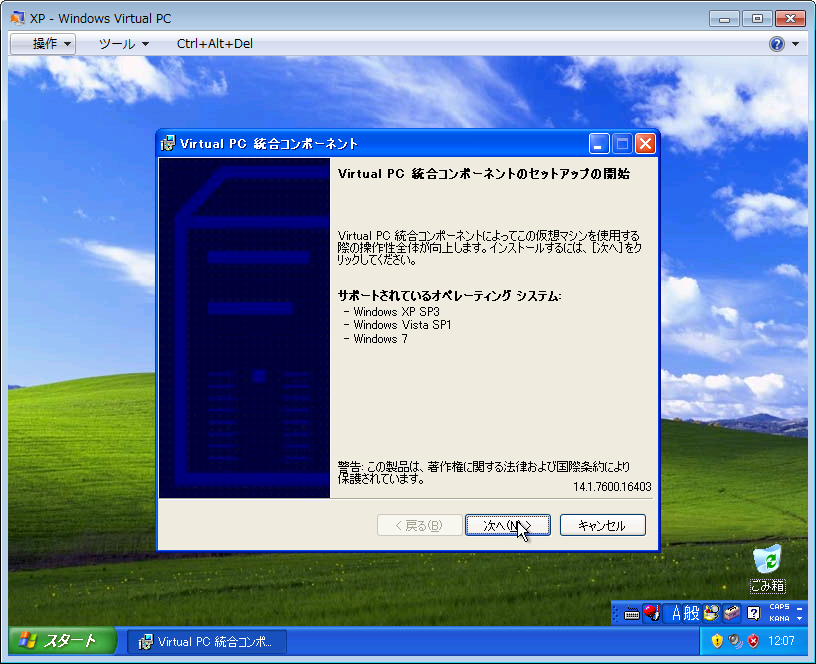 XP - Windows Virtual PC
操作 ツール Ctrl+Alt+Del
Virtual PC 統合コンポーネント
Virtual PC 統合コンポーネントのセットアップの開始
Virtual PC 統合コンポーネントによってこの仮想マシンを使用する
際の操作性全体が向上します。インストールするには、[次へ]をク
リックしてください。
サポートされているオペレーティング システム:
- Windows XP SP3
- Windows Vista SP1
- Windows 7
警告: この製品は、著作権に関する法律および国際条約により
保護されています。
14.1.7600.16403
< 戻る(B) 次へ(N) > キャンセル
ごみ箱
A 般 CAPS
KANA
スタート Virtual PC 統合コンポ... 12:07